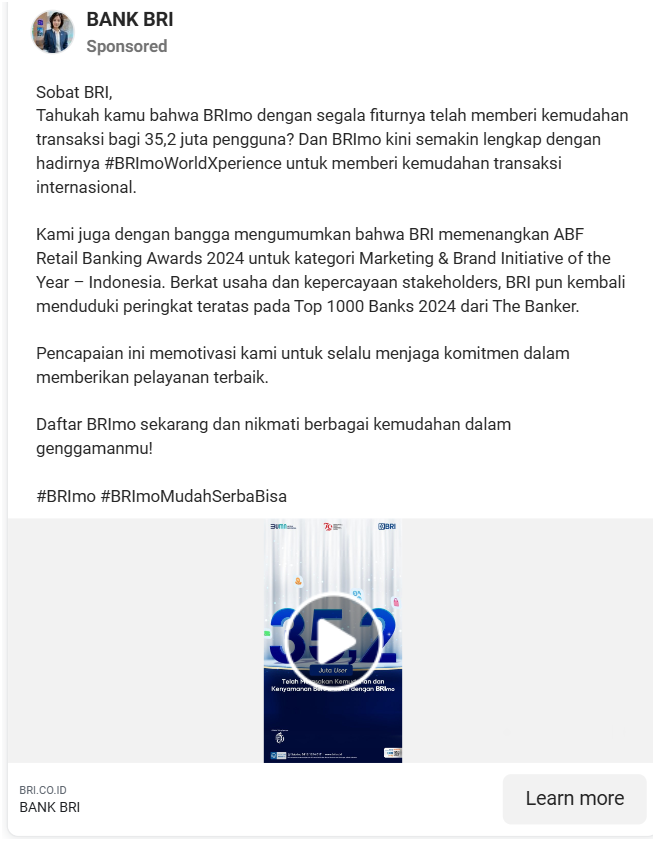 BANK BRI
Sponsored
Sobat BRI,
Tahukah kamu bahwa BRImo dengan segala fiturnya telah memberi kemudahan
transaksi bagi 35,2 juta pengguna? Dan BRImo kini semakin lengkap dengan
hadirnya #BRImoWorldXperience untuk memberi kemudahan transaksi
internasional.
Kami juga dengan bangga mengumumkan bahwa BRI memenangkan ABF
Retail Banking Awards 2024 untuk kategori Marketing & Brand Initiative of the
Year – Indonesia. Berkat usaha dan kepercayaan stakeholders, BRI pun kembali
menduduki peringkat teratas pada Top 1000 Banks 2024 dari The Banker.
Pencapaian ini memotivasi kami untuk selalu menjaga komitmen dalam
memberikan pelayanan terbaik.
Daftar BRImo sekarang dan nikmati berbagai kemudahan dalam
genggamanmu!
#BRImo #BRImoMudahSerbaBisa
BUMN
BRI
35,2
Juta User
Telah Kemudahan dan
Kenyamanan dengan BRImo
BRI.CO.ID
BANK BRI
Learn more